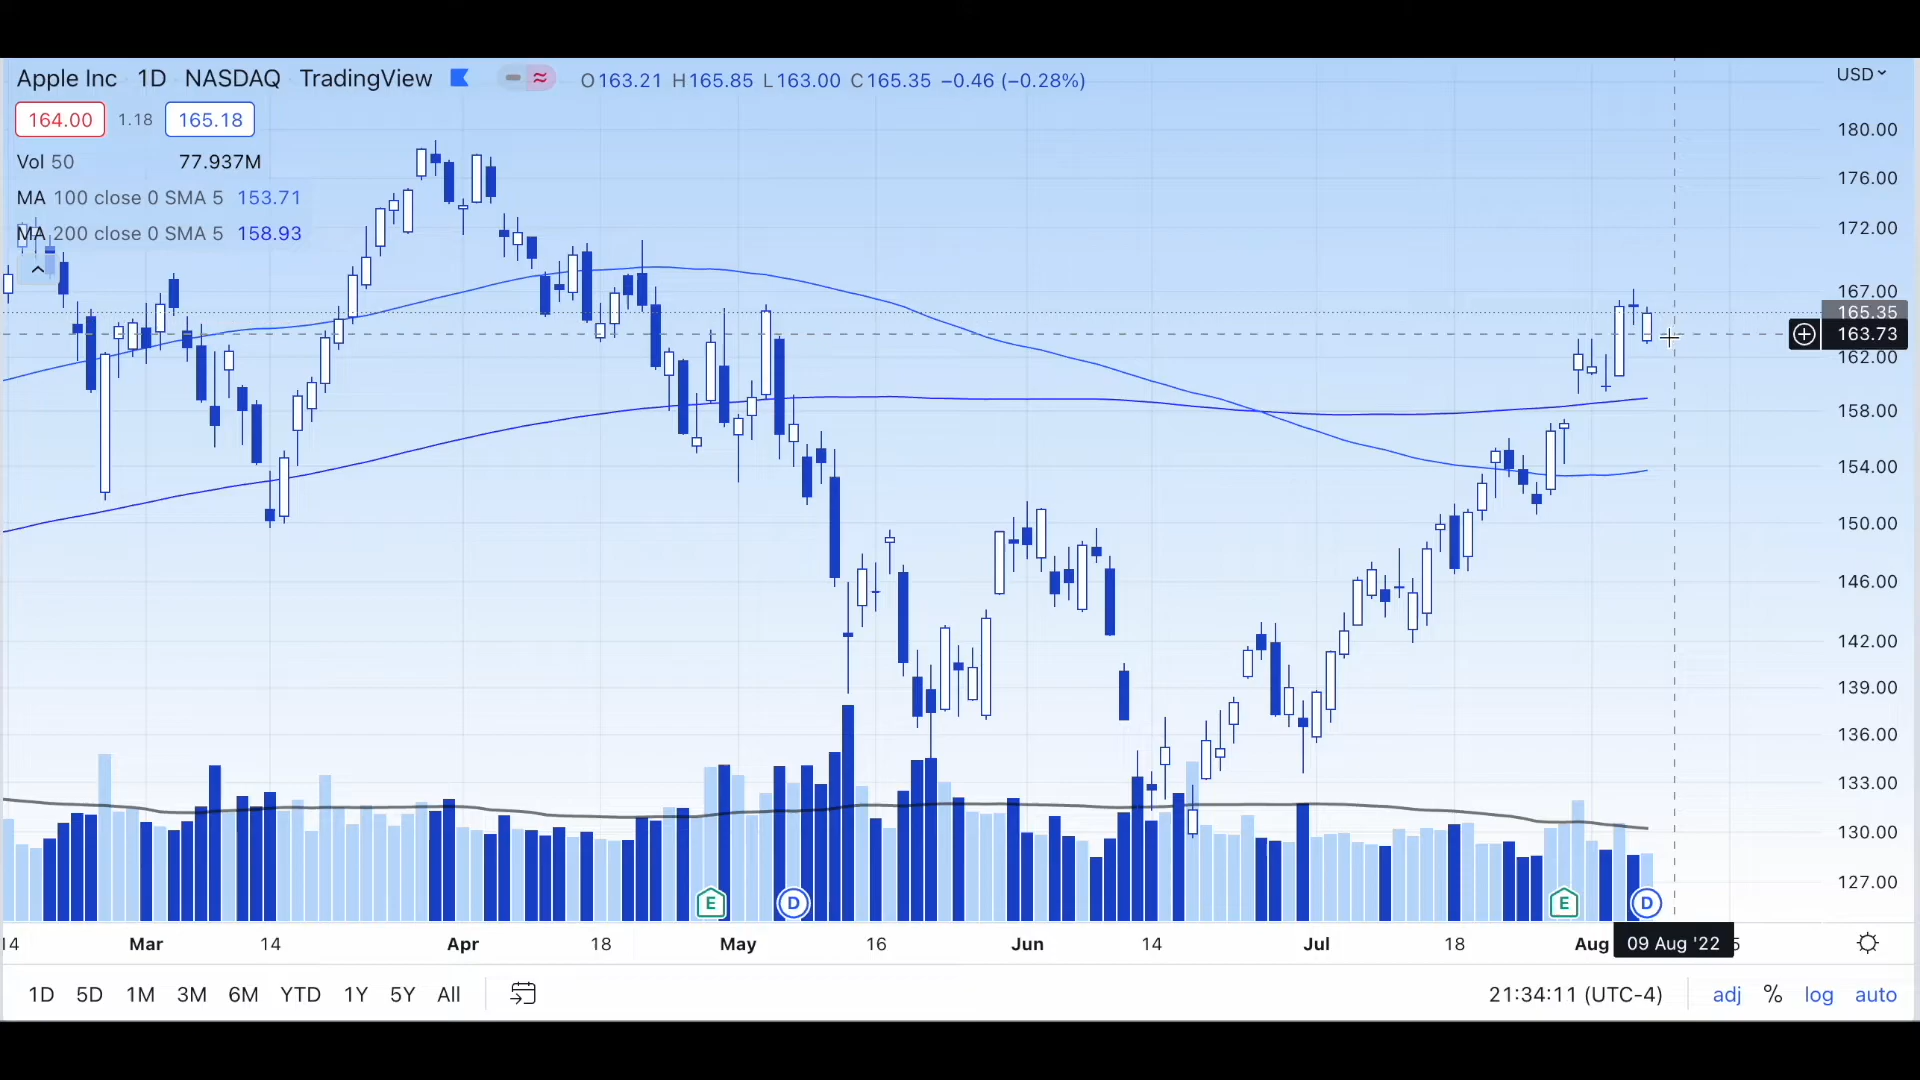 Apple Inc 1D NASDAQ TradingView O163.21 H165.85 L163.00 C165.35 −0.46 (−0.28%)
USD
164.00 1.18 165.18
Vol 50 77.937M
MA 100 close 0 SMA 5 153.71
MA 200 close 0 SMA 5 158.93
180.00
176.00
172.00
167.00
165.35
163.73
162.00
158.00
154.00
150.00
146.00
142.00
139.00
136.00
133.00
130.00
127.00
E D E D
14 Mar 14 Apr 18 May 16 Jun 14 Jul 18 Aug 09 Aug '22 5
1D 5D 1M 3M 6M YTD 1Y 5Y All 21:34:11 (UTC-4) adj % log auto